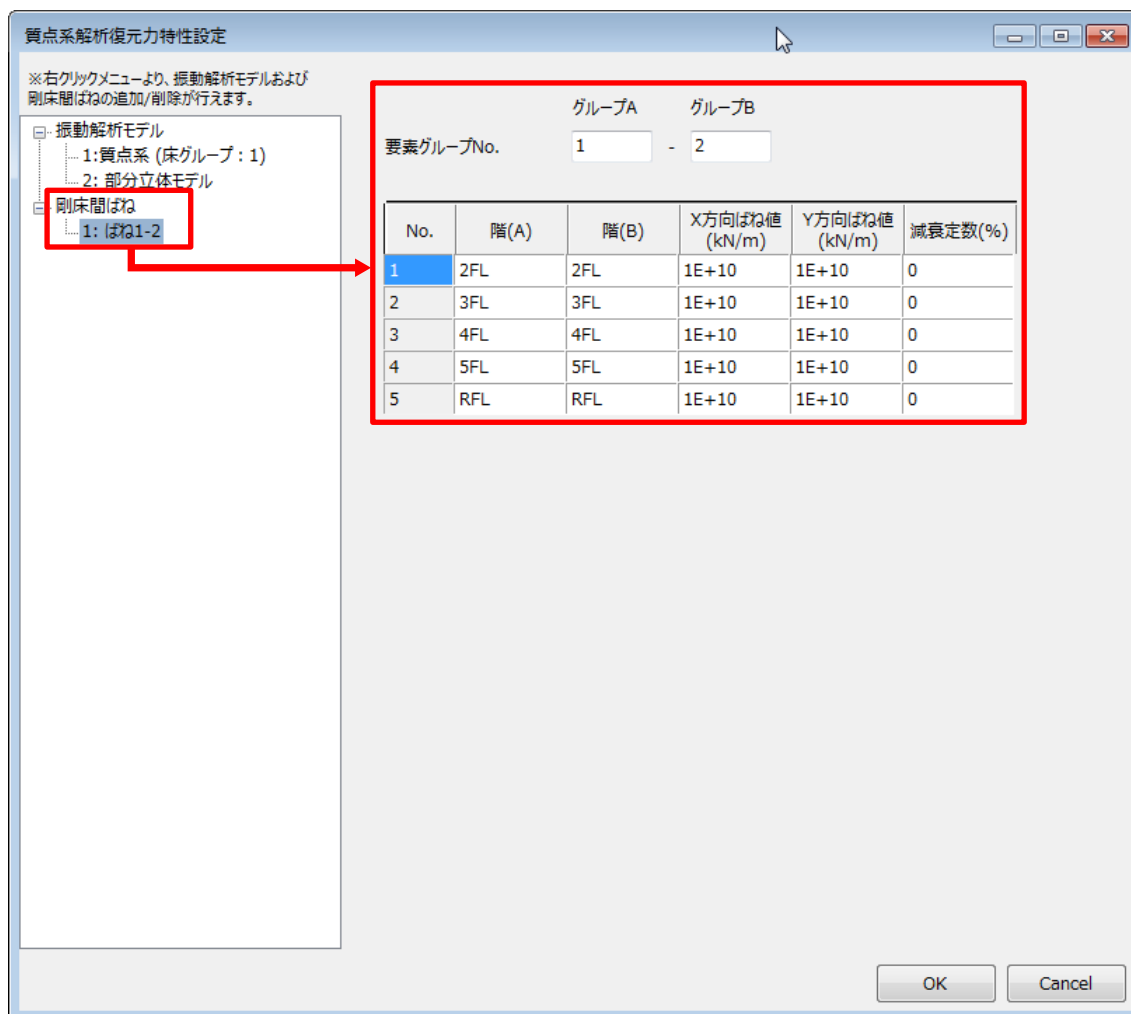 質点系解析復元力特性設定
※右クリックメニューより、振動解析モデルおよび
剛床間ばねの追加/削除が行えます。
振動解析モデル
1:質点系 (床グループ : 1)
2: 部分立体モデル
剛床間ばね
1: ばね1-2
グループA グループB
要素グループNo. 1 - 2
No. 階(A) 階(B) X方向ばね値 (kN/m) Y方向ばね値 (kN/m) 減衰定数(%)
1 2FL 2FL 1E+10 1E+10 0
2 3FL 3FL 1E+10 1E+10 0
3 4FL 4FL 1E+10 1E+10 0
4 5FL 5FL 1E+10 1E+10 0
5 RFL RFL 1E+10 1E+10 0
OK Cancel